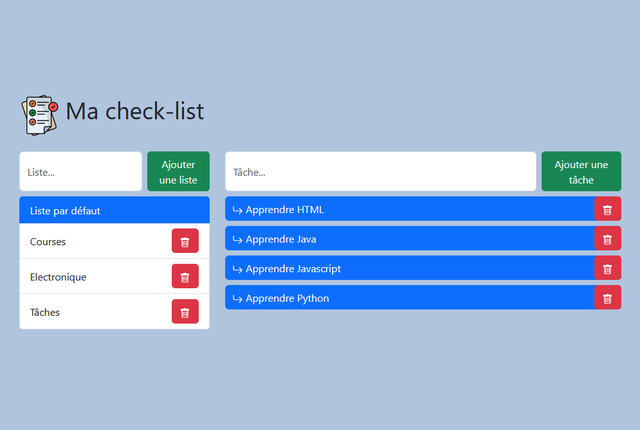 Ma check-list
Liste...
Ajouter
une liste
Tâche...
Ajouter une
tâche
Liste par défaut
Courses
Electronique
Tâches
Apprendre HTML
Apprendre Java
Apprendre Javascript
Apprendre Python